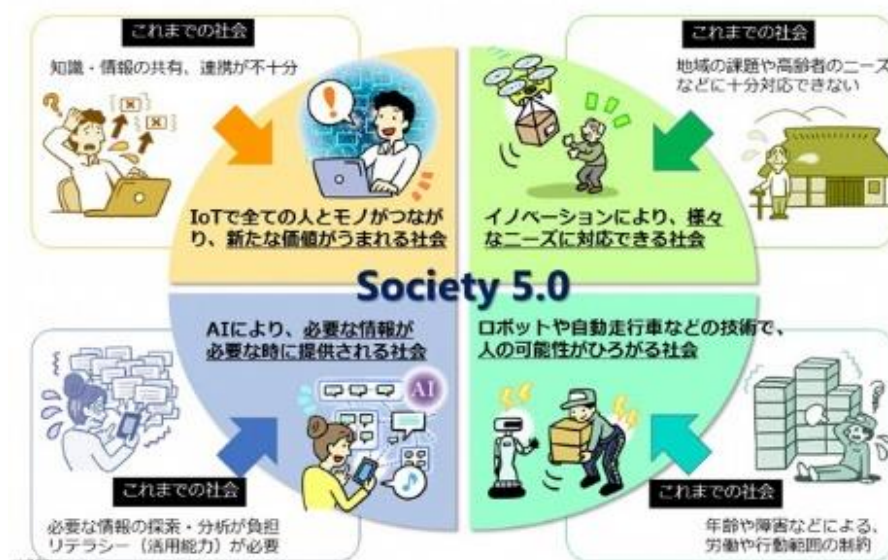 これまでの社会
知識・情報の共有、連携が不十分
IoTで全ての人とモノがつなが
り、新たな価値がうまれる社会
これまでの社会
地域の課題や高齢者のニーズ
などに十分対応できない
イノベーションにより、様々
なニーズに対応できる社会
Society 5.0
AIにより、必要な情報が
必要な時に提供される社会
AI
これまでの社会
必要な情報の探索・分析が負担
リテラシー（活用能力）が必要
ロボットや自動走行車などの技術で、
人の可能性がひろがる社会
これまでの社会
年齢や障害などによる、
労働や行動範囲の制約